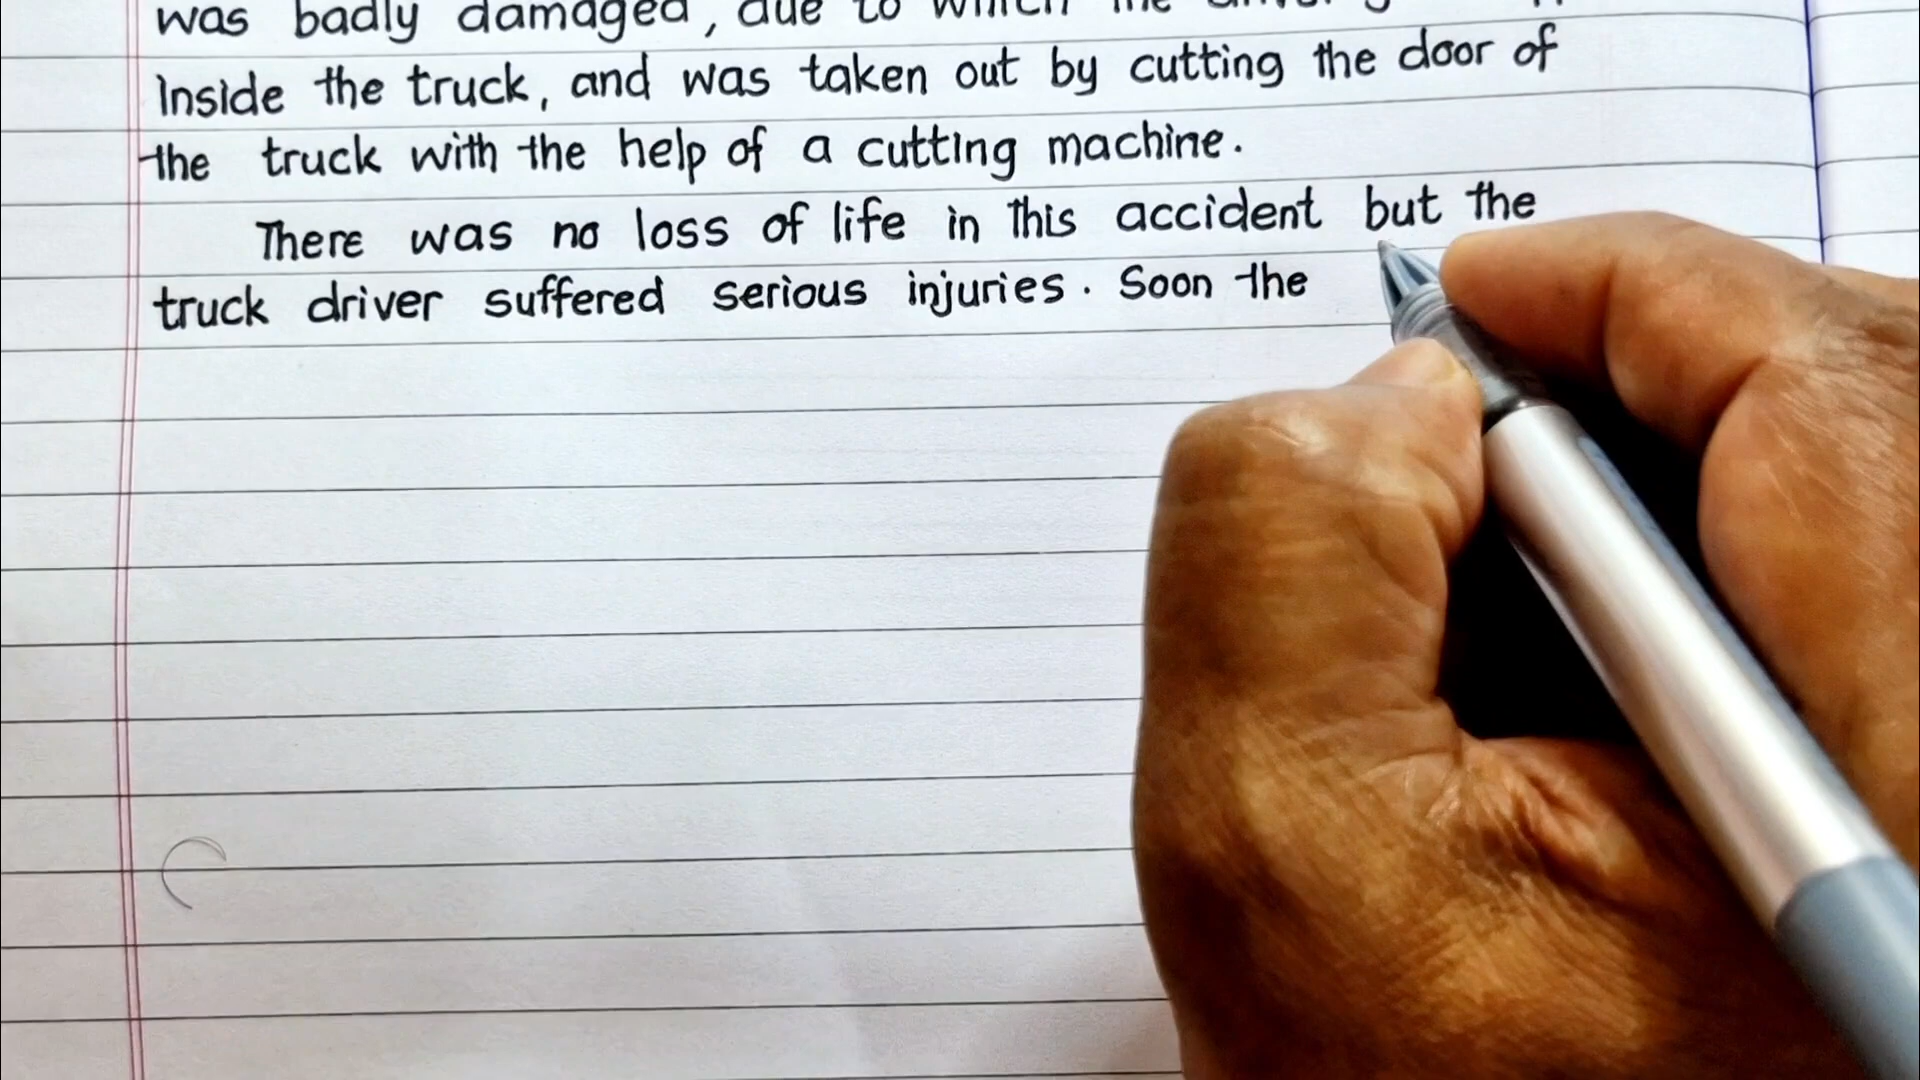 was badly damaged, due to which the
Inside the truck, and was taken out by cutting the door of
the truck with the help of a cutting machine.
There was no loss of life in this accident but the
truck driver suffered serious injuries. Soon the